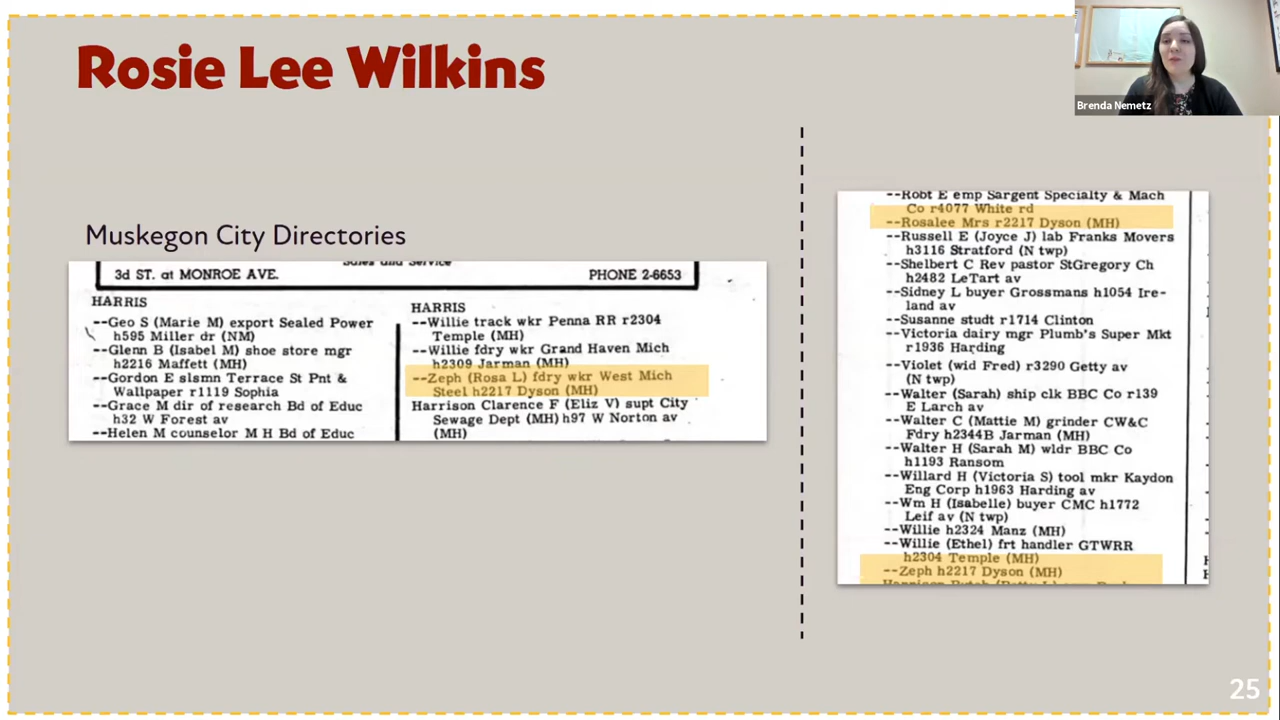 Rosie Lee Wilkins
Brenda Nemetz
Muskegon City Directories
Sales and Service
3d ST. at MONROE AVE. PHONE 2-6653
HARRIS
--Geo S (Marie M) export Sealed Power
h595 Miller dr (NM)
--Glenn B (Isabel M) shoe store mgr
h2216 Maffett (MH)
--Gordon E slsmn Terrace St Pnt &
Wallpaper r1119 Sophia
--Grace M dir of research Bd of Educ
h32 W Forest av
--Helen M counselor M H Bd of Educ
HARRIS
--Willie track wkr Penna RR r2304
Temple (MH)
--Willie fdry wkr Grand Haven Mich
h2309 Jarman (MH)
--Zeph (Rosa L) fdry wkr West Mich
Steel h2217 Dyson (MH)
Harrison Clarence F (Eliz V) supt City
Sewage Dept (MH) h97 W Norton av
(MH)
--Robt E emp Sargent Specialty & Mach
Co r4077 White rd
--Rosalee Mrs r2217 Dyson (MH)
--Russell E (Joyce J) lab Franks Movers
h3116 Stratford (N twp)
--Shelbert C Rev pastor StGregory Ch
h2482 LeTart av
--Sidney L buyer Grossmans h1054 Ire-
land av
--Susanne studt r1714 Clinton
--Victoria dairy mgr Plumb's Super Mkt
r1936 Harding
--Violet (wid Fred) r3290 Getty av
(N twp)
--Walter (Sarah) ship clk BBC Co r139
E Larch av
--Walter C (Mattie M) grinder CW&C
Fdry h2344B Jarman (MH)
--Walter H (Sarah M) wldr BBC Co
h1193 Ransom
--Willard H (Victoria S) tool mkr Kaydon
Eng Corp h1963 Harding av
--Wm H (Isabelle) buyer CMC h1772
Leif av (N twp)
--Willie h2324 Manz (MH)
--Willie (Ethel) frt handler GTWRR
h2304 Temple (MH)
--Zeph h2217 Dyson (MH)
25